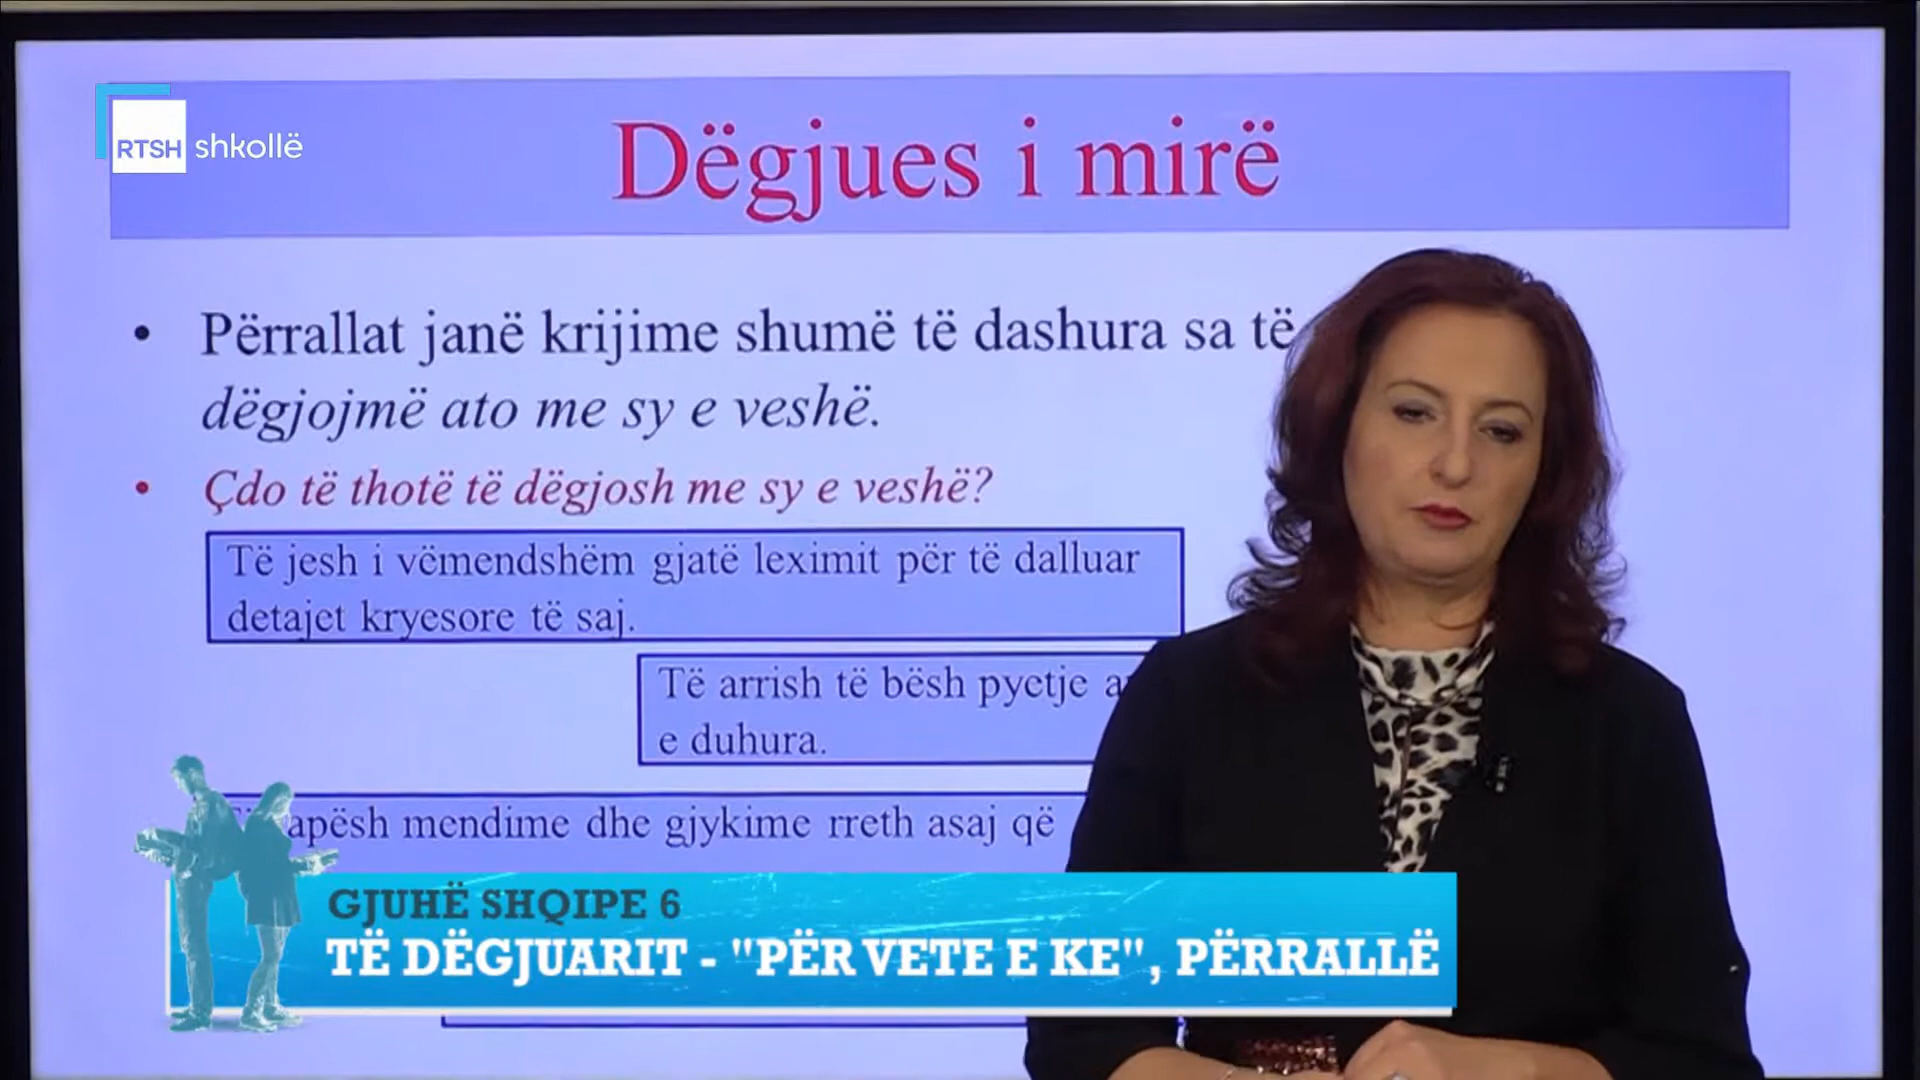 RTSH shkollë
Dëgjues i mirë
• Përrallat janë krijime shumë të dashura sa të
dëgjojmë ato me sy e veshë.
• Çdo të thotë të dëgjosh me sy e veshë?
Të jesh i vëmendshëm gjatë leximit për të dalluar
detajet kryesore të saj.
Të arrish të bësh pyetje
e duhura.
mendime dhe gjykime rreth asaj që
GJUHË SHQIPE 6
TË DËGJUARIT - "PËR VETE E KE", PËRRALLË